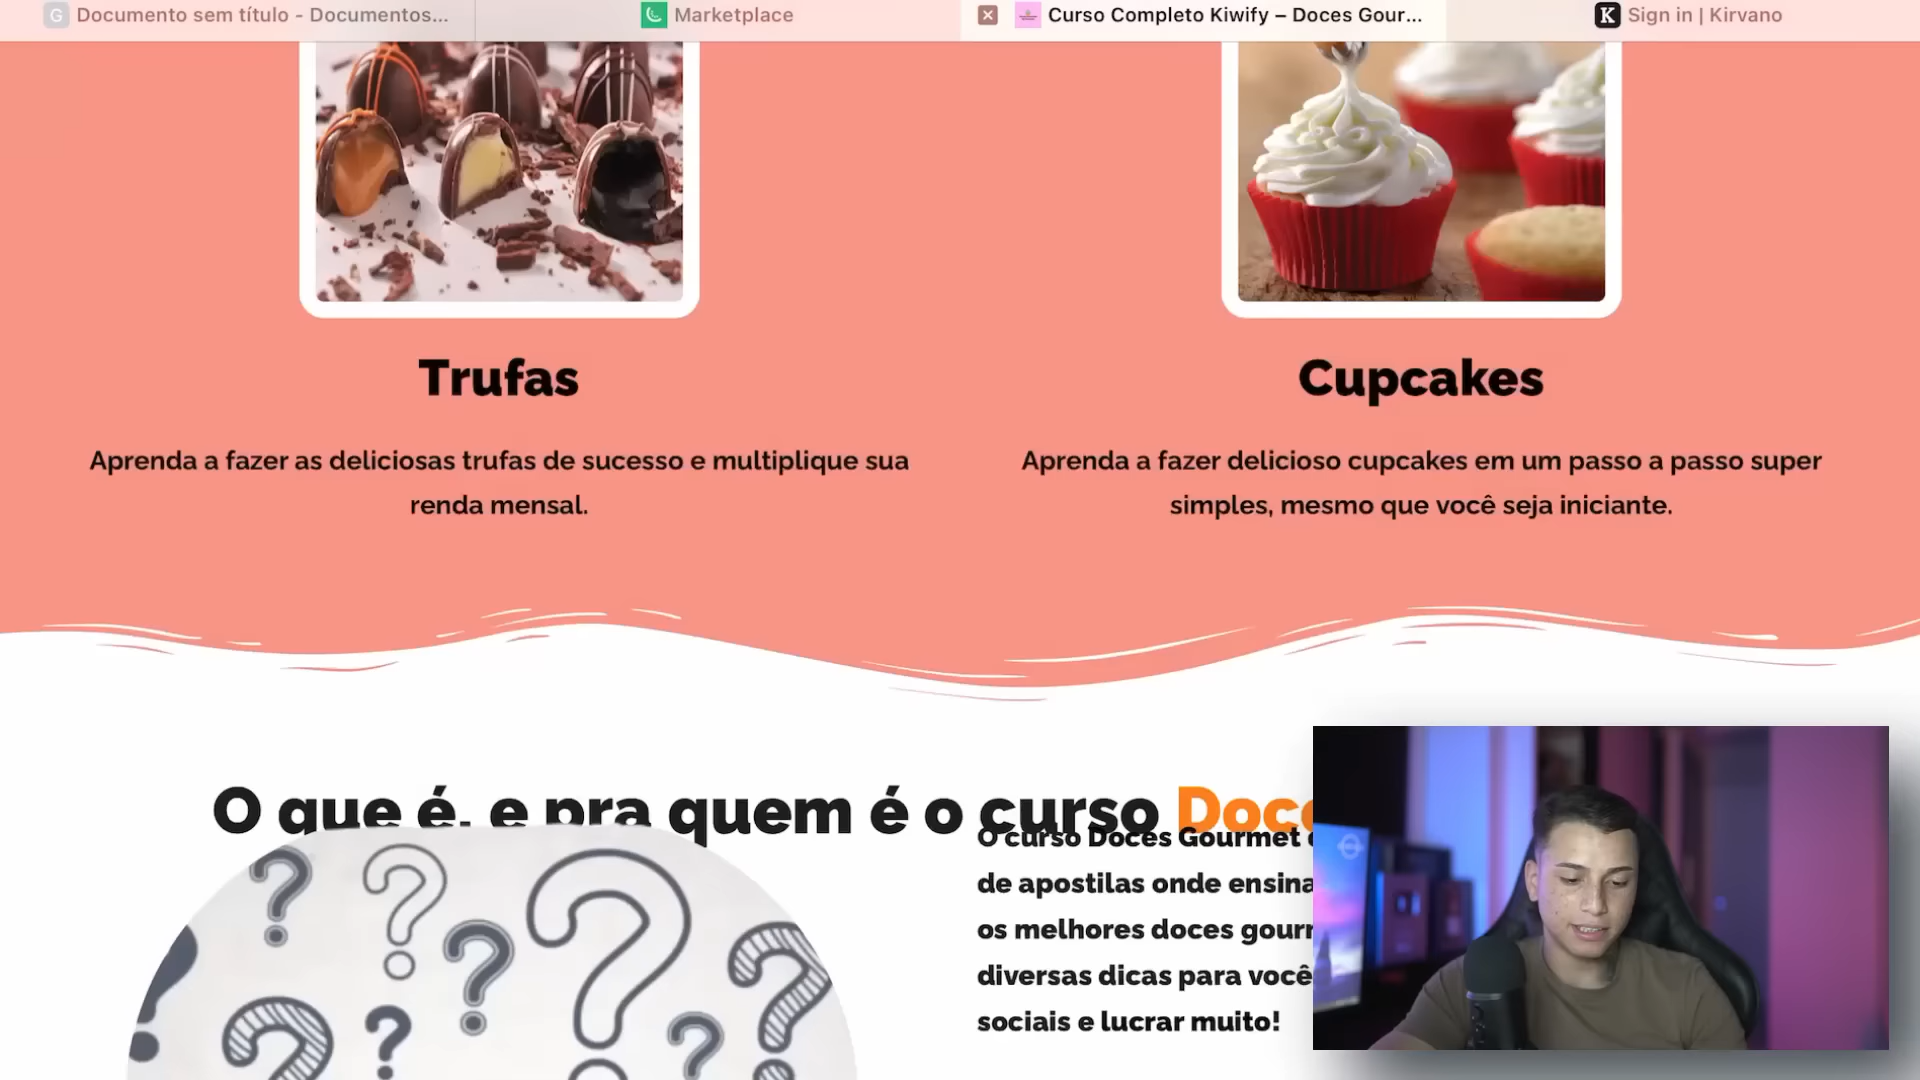 Documento sem título - Documentos...
Marketplace
Curso Completo Kiwify – Doces Gour...
Sign in | Kirvano
Trufas
Cupcakes
Aprenda a fazer as deliciosas trufas de sucesso e multiplique sua
renda mensal.
Aprenda a fazer delicioso cupcakes em um passo a passo super
simples, mesmo que você seja iniciante.
O que é, e pra quem é o curso
O curso Doces Gourmet
de apostilas onde ensina
os melhores doces
diversas dicas para você
sociais e lucrar muito!